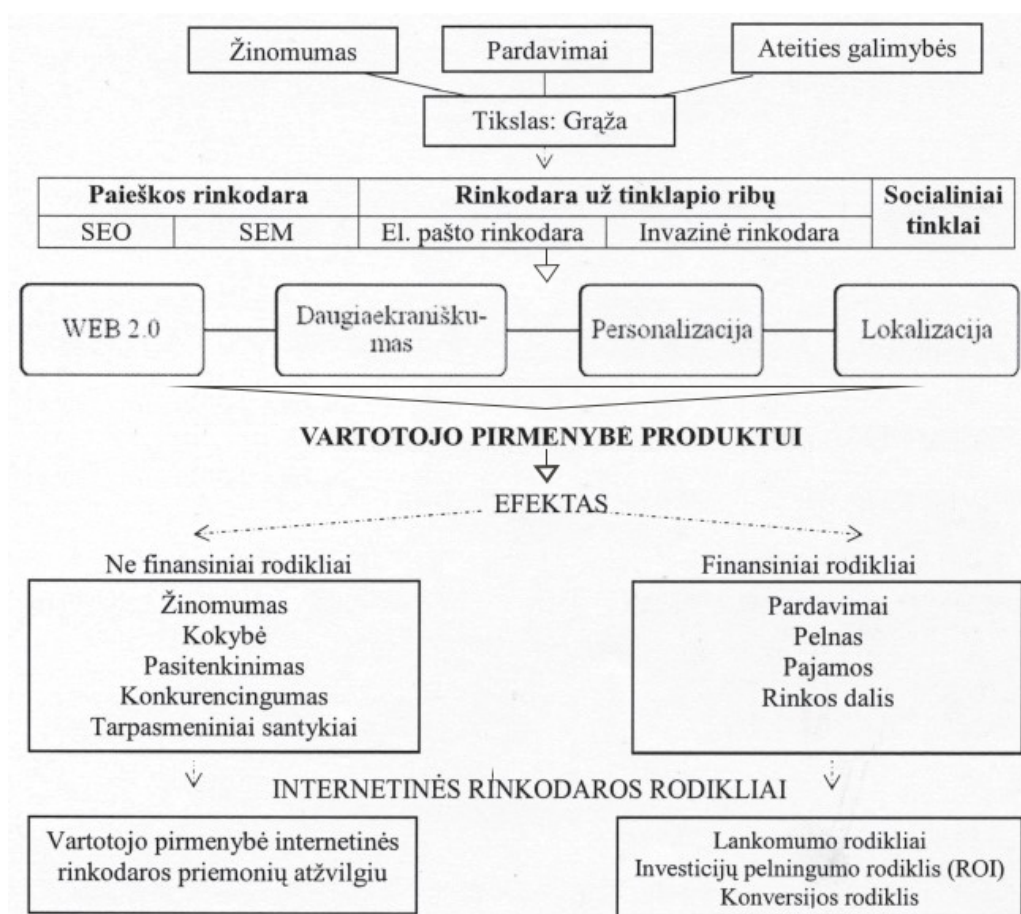 Žinomumas
Pardavimai
Ateities galimybės
Tikslas: Grąža
Paieškos rinkodara
Rinkodara už tinklapio ribų
Socialiniai
tinklai
SEO
SEM
El. pašto rinkodara
Invazinė rinkodara
WEB 2.0
Daugiaekranišku-
mas
Personalizacija
Lokalizacija
VARTOTOJO PIRMENYBĖ PRODUKTUI
EFEKTAS
Ne finansiniai rodikliai
Žinomumas
Kokybė
Pasitenkinimas
Konkurencingumas
Tarpasmeniniai santykiai
Finansiniai rodikliai
Pardavimai
Pelnas
Pajamos
Rinkos dalis
INTERNETINĖS RINKODAROS RODIKLIAI
Vartotojo pirmenybė internetinės
rinkodaros priemonių atžvilgiu
Lankomumo rodikliai
Investicijų pelningumo rodiklis (ROI)
Konversijos rodiklis